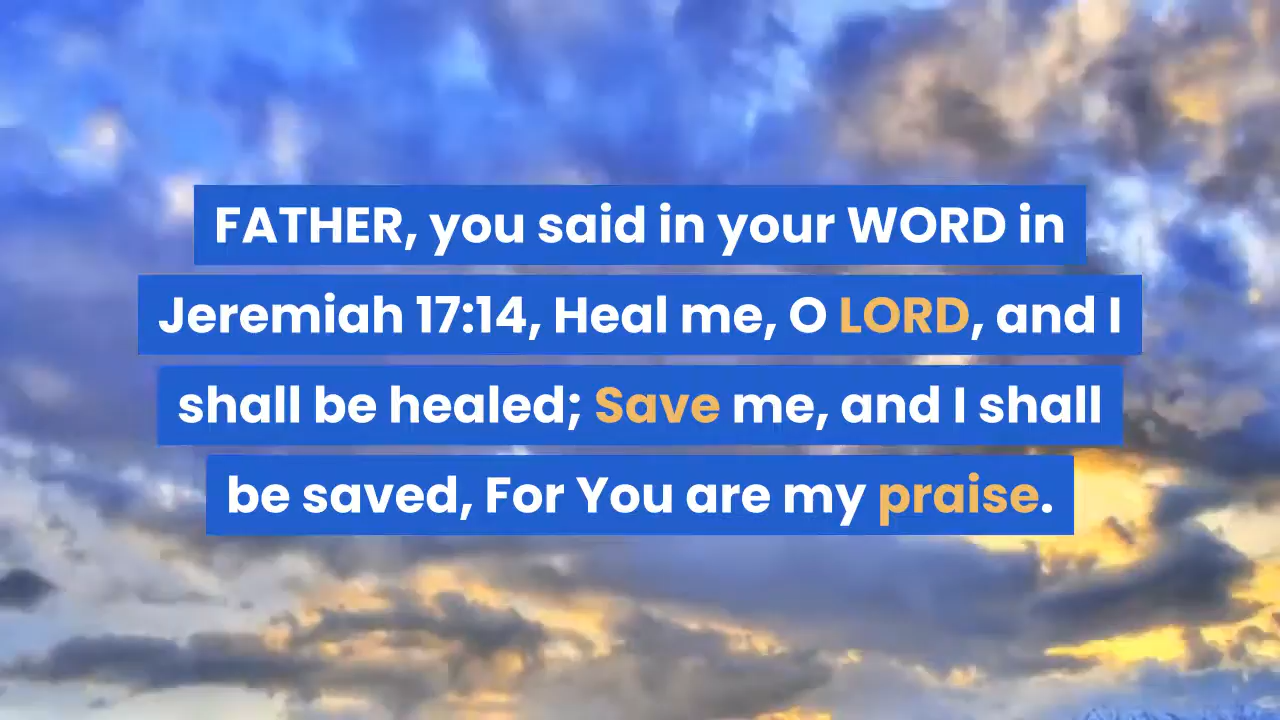 FATHER, you said in your WORD in
Jeremiah 17:14, Heal me, O LORD, and I
shall be healed; Save me, and I shall
be saved, For You are my praise.